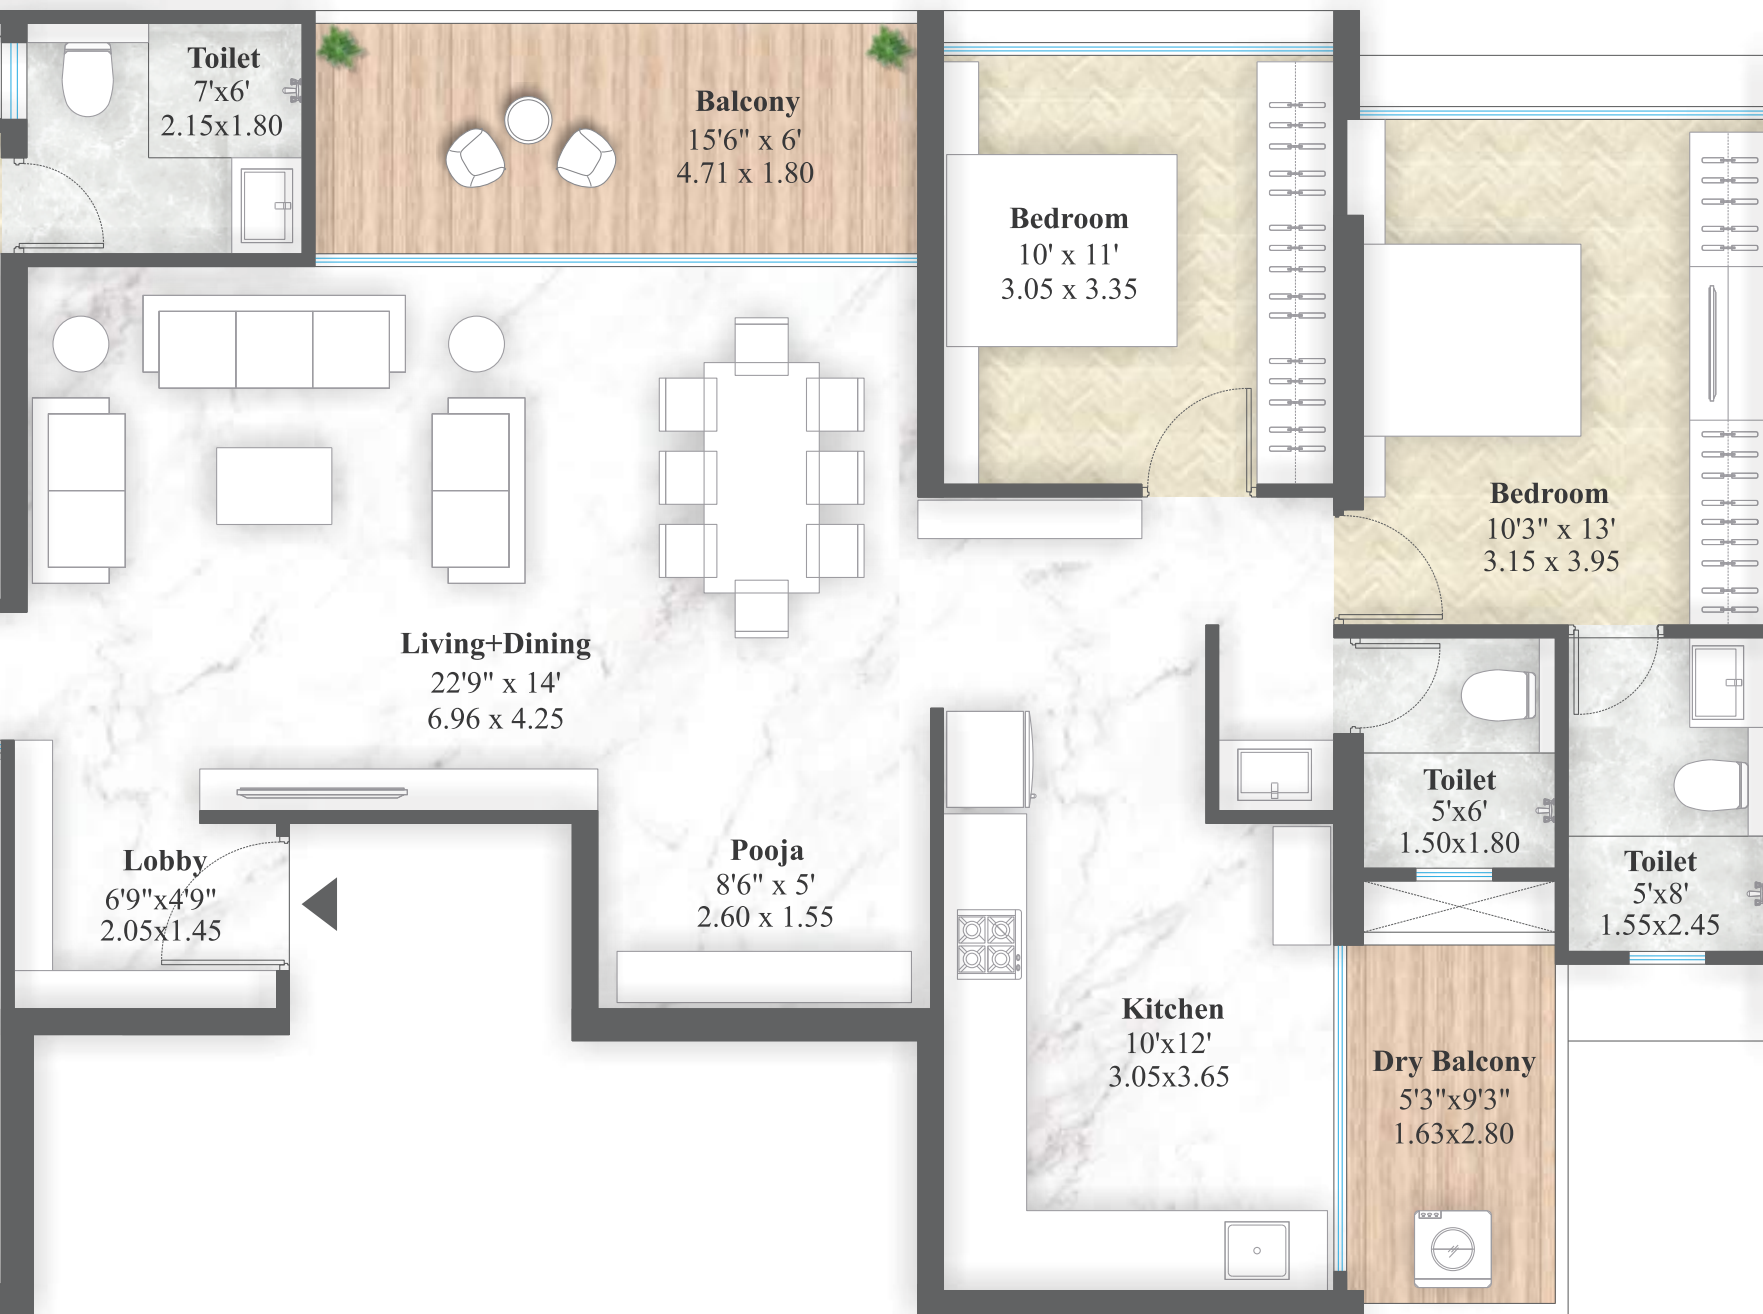 Toilet
7'x6'
2.15x1.80
Balcony
15'6" x 6'
4.71 x 1.80
Bedroom
10' x 11'
3.05 x 3.35
Bedroom
10'3" x 13'
3.15 x 3.95
Living+Dining
22'9" x 14'
6.96 x 4.25
Toilet
5'x6'
1.50x1.80
Lobby
6'9"x4'9"
2.05x1.45
Pooja
8'6" x 5'
2.60 x 1.55
Toilet
5'x8'
1.55x2.45
Kitchen
10'x12'
3.05x3.65
Dry Balcony
5'3"x9'3"
1.63x2.80